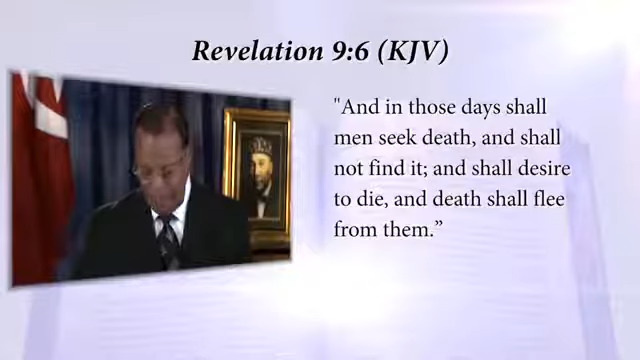 Revelation 9:6 (KJV)
"And in those days shall
men seek death, and shall
not find it; and shall desire
to die, and death shall flee
from them.”